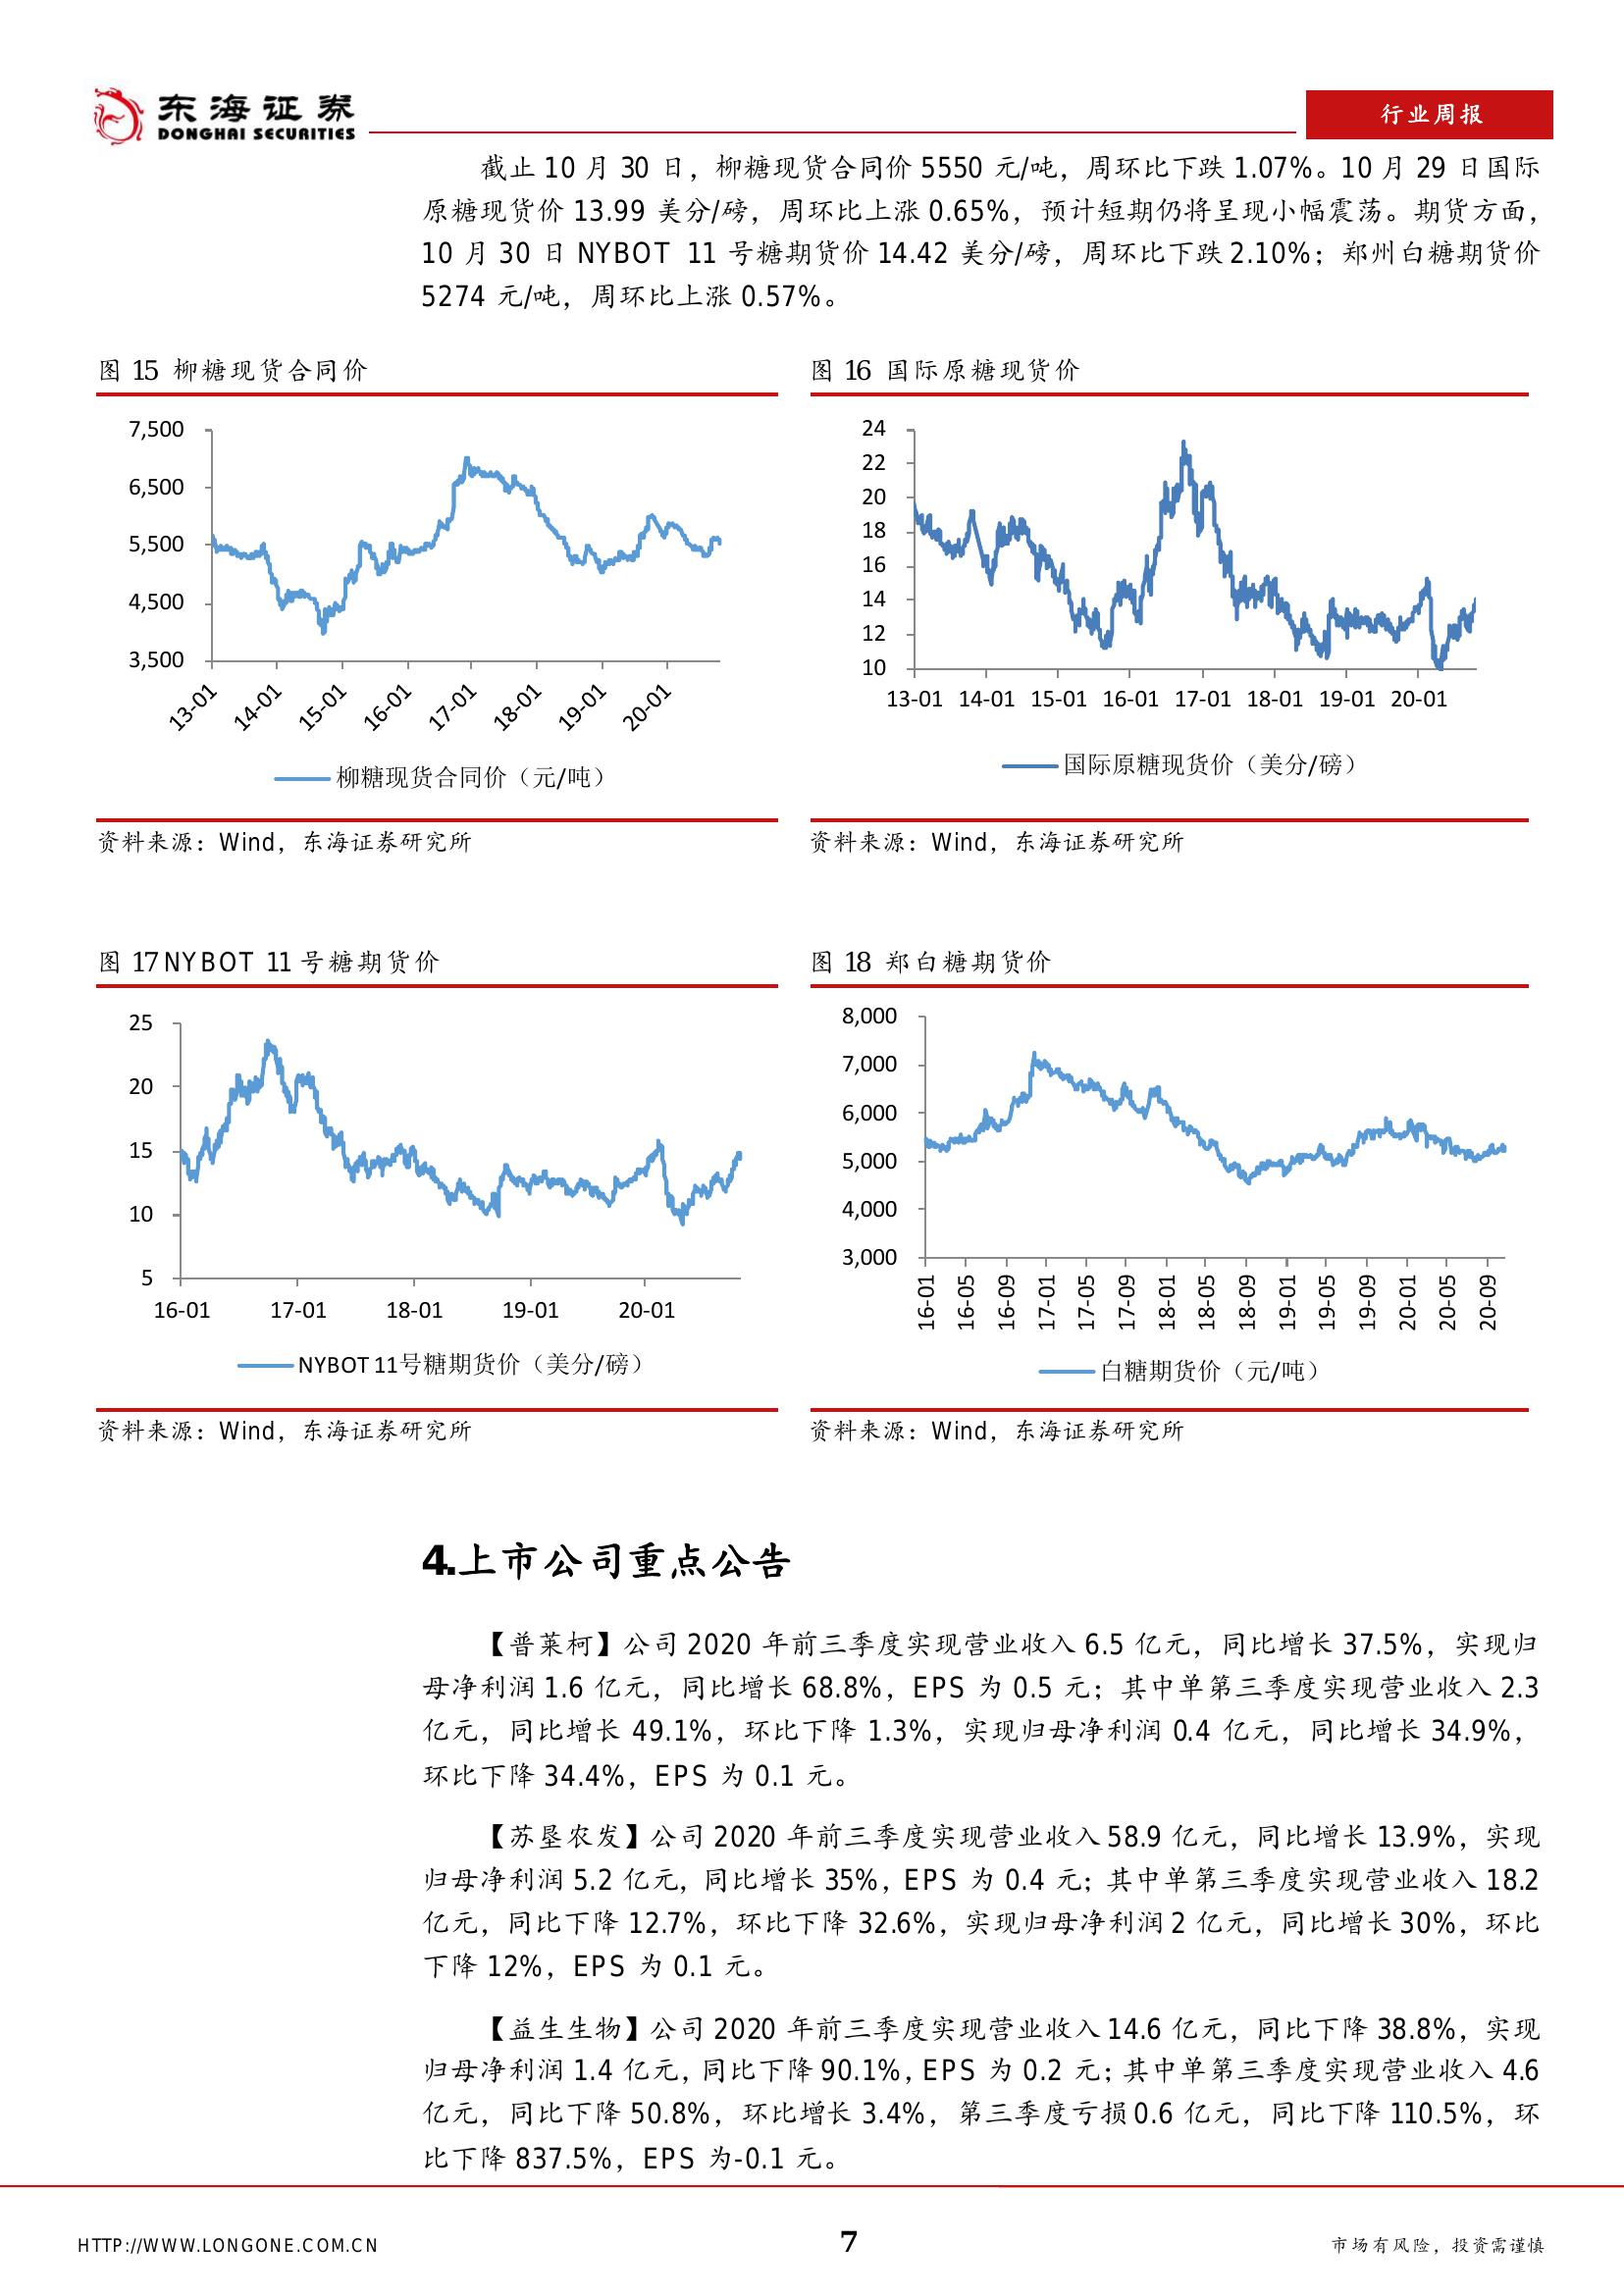 东海证券
DONGHAI SECURITIES
行业周报
截止 10 月 30 日，柳糖现货合同价 5550 元/吨，周环比下跌 1.07%。10 月 29 日国际
原糖现货价 13.99 美分/磅，周环比上涨 0.65%，预计短期仍将呈现小幅震荡。期货方面，
10 月 30 日 NYBOT 11 号糖期货价 14.42 美分/磅，周环比下跌 2.10%；郑州白糖期货价
5274 元/吨，周环比上涨 0.57%。
图 15 柳糖现货合同价
7,500
6,500
5,500
4,500
3,500
13-01 14-01 15-01 16-01 17-01 18-01 19-01 20-01
柳糖现货合同价（元/吨）
资料来源：Wind，东海证券研究所
图 16 国际原糖现货价
24
22
20
18
16
14
12
10
13-01 14-01 15-01 16-01 17-01 18-01 19-01 20-01
国际原糖现货价（美分/磅）
资料来源：Wind，东海证券研究所
图 17 NYBOT 11 号糖期货价
25
20
15
10
5
16-01 17-01 18-01 19-01 20-01
NYBOT 11号糖期货价（美分/磅）
资料来源：Wind，东海证券研究所
图 18 郑白糖期货价
8,000
7,000
6,000
5,000
4,000
3,000
16-01 16-05 16-09 17-01 17-05 17-09 18-01 18-05 18-09 19-01 19-05 19-09 20-01 20-05 20-09
白糖期货价（元/吨）
资料来源：Wind，东海证券研究所
4.上市公司重点公告
【普莱柯】公司 2020 年前三季度实现营业收入 6.5 亿元，同比增长 37.5%，实现归
母净利润 1.6 亿元，同比增长 68.8%，EPS 为 0.5 元；其中单第三季度实现营业收入 2.3
亿元，同比增长 49.1%，环比下降 1.3%，实现归母净利润 0.4 亿元，同比增长 34.9%，
环比下降 34.4%，EPS 为 0.1 元。
【苏垦农发】公司 2020 年前三季度实现营业收入 58.9 亿元，同比增长 13.9%，实现
归母净利润 5.2 亿元，同比增长 35%，EPS 为 0.4 元；其中单第三季度实现营业收入 18.2
亿元，同比下降 12.7%，环比下降 32.6%，实现归母净利润 2 亿元，同比增长 30%，环比
下降 12%，EPS 为 0.1 元。
【益生生物】公司 2020 年前三季度实现营业收入 14.6 亿元，同比下降 38.8%，实现
归母净利润 1.4 亿元，同比下降 90.1%，EPS 为 0.2 元；其中单第三季度实现营业收入 4.6
亿元，同比下降 50.8%，环比增长 3.4%，第三季度亏损 0.6 亿元，同比下降 110.5%，环
比下降 837.5%，EPS 为-0.1 元。
HTTP://WWW.LONGONE.COM.CN
7
市场有风险，投资需谨慎